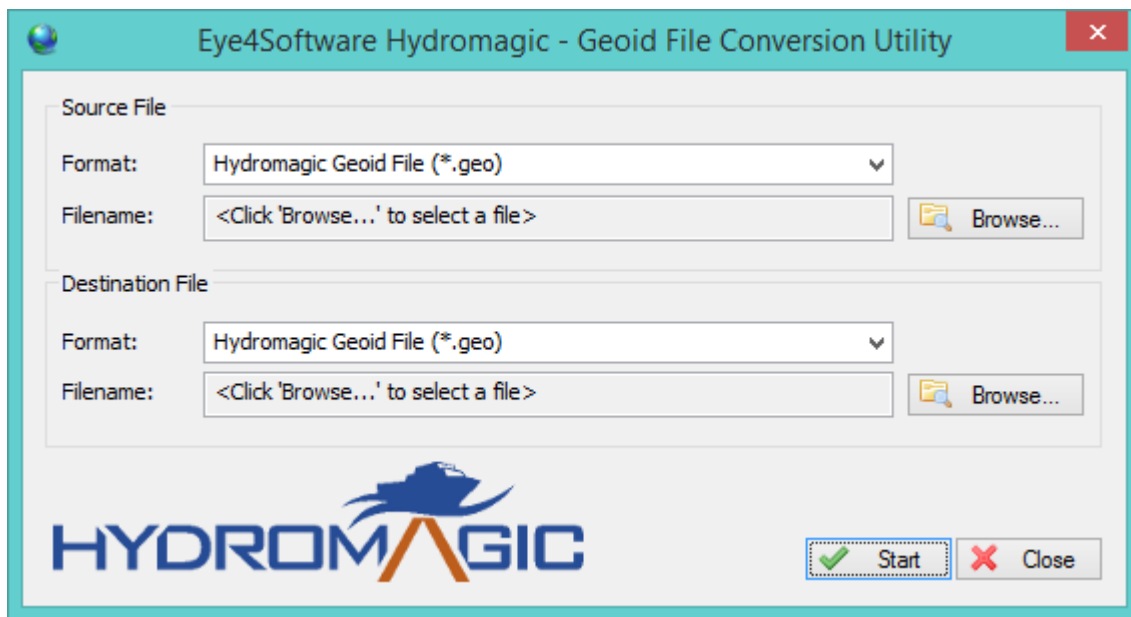 Eye4Software Hydromagic - Geoid File Conversion Utility
Source File
Format: Hydromagic Geoid File (*.geo)
Filename: <Click 'Browse...' to select a file> Browse...
Destination File
Format: Hydromagic Geoid File (*.geo)
Filename: <Click 'Browse...' to select a file> Browse...
HYDROMAGIC
Start Close